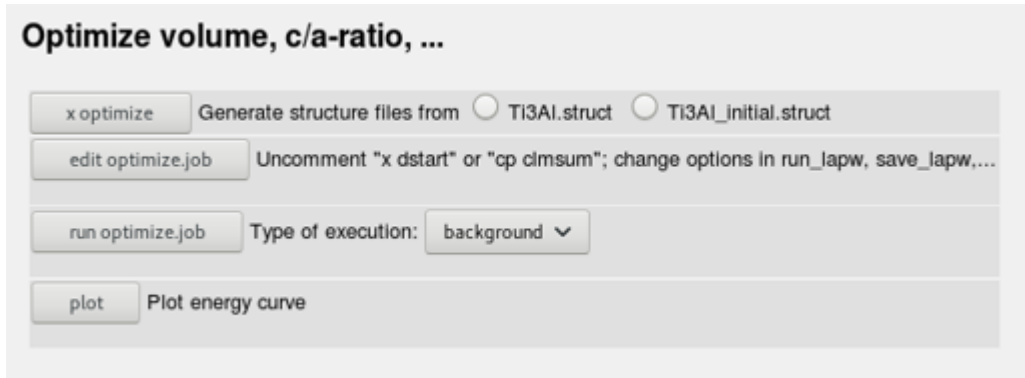 Optimize volume, c/a-ratio, ...
x optimize Generate structure files from Ti3Al.struct Ti3Al_initial.struct
edit optimize.job Uncomment "x dstart" or "cp clmsum"; change options in run_lapw, save_lapw,...
run optimize.job Type of execution: background
plot Plot energy curve